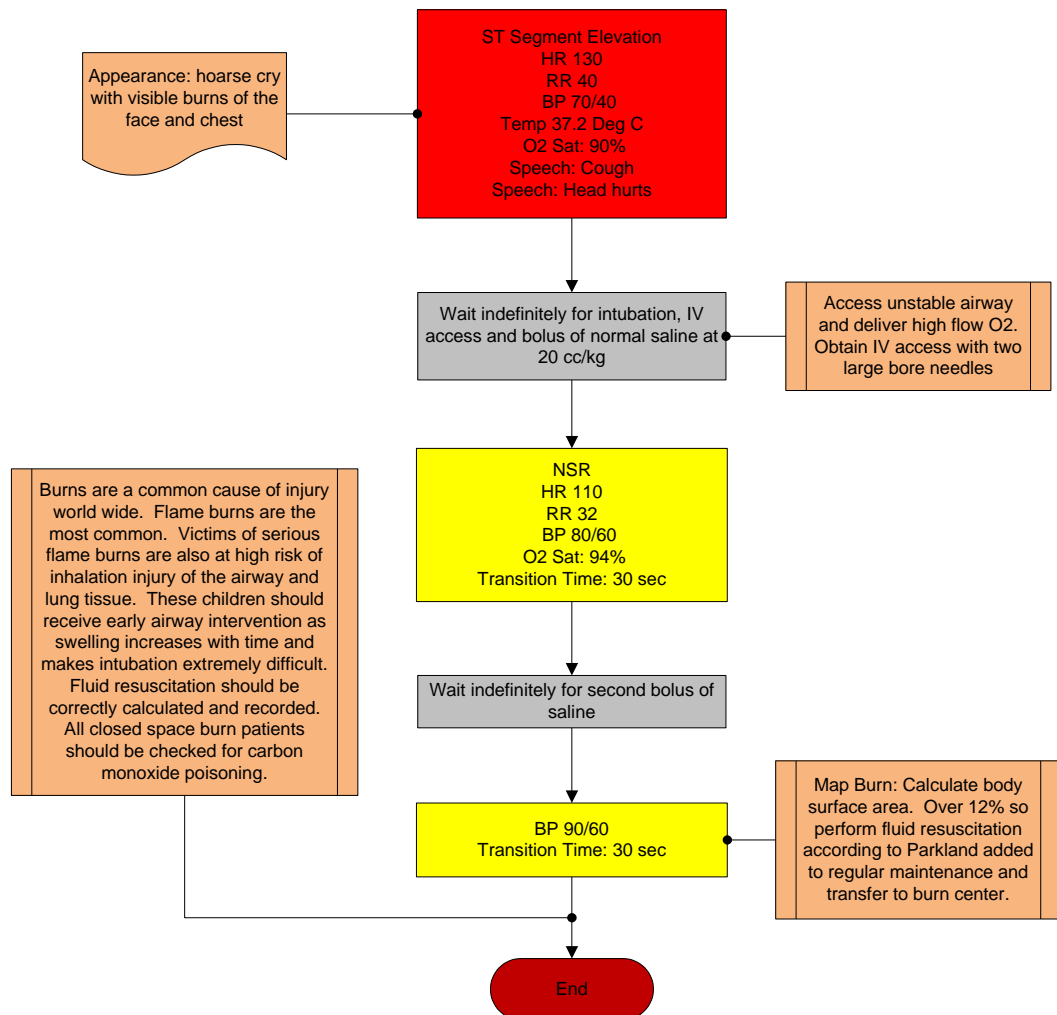 ST Segment Elevation
HR 130
RR 40
BP 70/40
Temp 37.2 Deg C
O2 Sat: 90%
Speech: Cough
Speech: Head hurts
Appearance: hoarse cry
with visible burns of the
face and chest
Wait indefinitely for intubation, IV
access and bolus of normal saline at
20 cc/kg
Access unstable airway
and deliver high flow O2.
Obtain IV access with two
large bore needles
NSR
HR 110
RR 32
BP 80/60
O2 Sat: 94%
Transition Time: 30 sec
Burns are a common cause of injury
world wide.  Flame burns are the
most common.  Victims of serious
flame burns are also at high risk of
inhalation injury of the airway and
lung tissue.  These children should
receive early airway intervention as
swelling increases with time and
makes intubation extremely difficult.
Fluid resuscitation should be
correctly calculated and recorded.
All closed space burn patients
should be checked for carbon
monoxide poisoning.
Wait indefinitely for second bolus of
saline
BP 90/60
Transition Time: 30 sec
Map Burn: Calculate body
surface area.  Over 12% so
perform fluid resuscitation
according to Parkland added
to regular maintenance and
transfer to burn center.
End